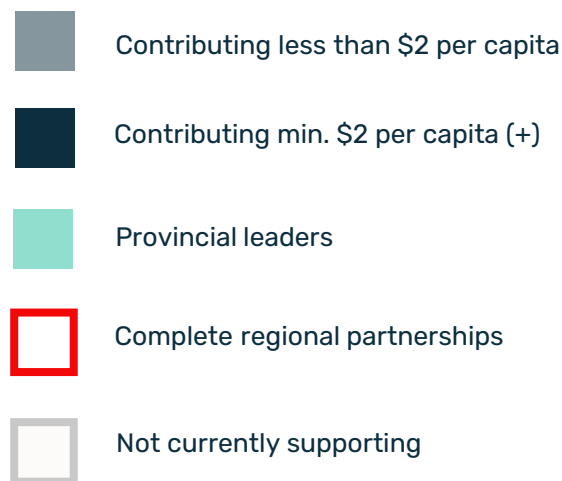 Contributing less than $2 per capita
Contributing min. $2 per capita (+)
Provincial leaders
Complete regional partnerships
Not currently supporting